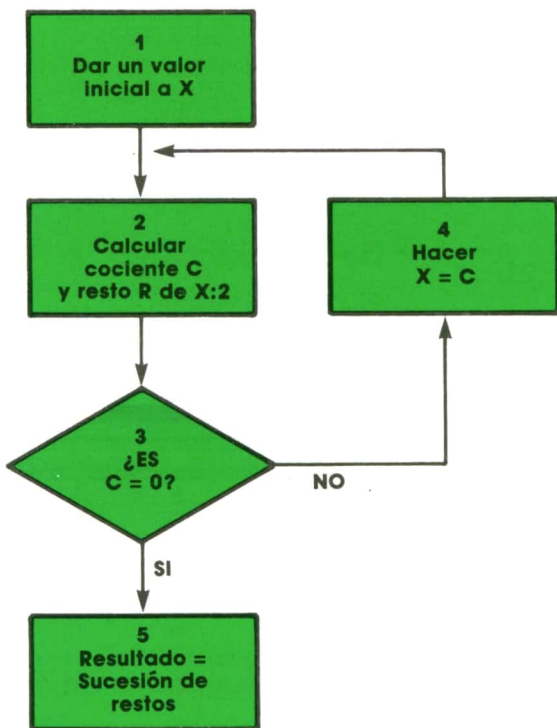 1
Dar un valor
inicial a X
2
Calcular
cociente C
y resto R de X:2
4
Hacer
X = C
3
¿ES
C = 0?
NO
SI
5
Resultado =
Sucesión de
restos